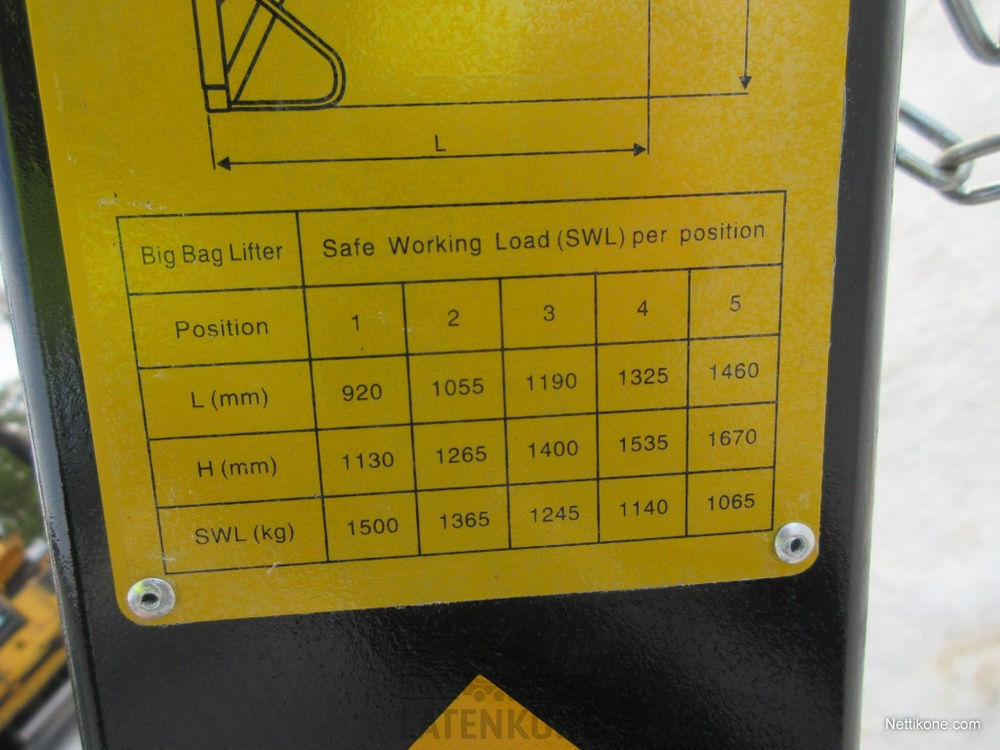 L
Big Bag Lifter Safe Working Load (SWL) per position
Position 1 2 3 4 5
L (mm) 920 1055 1190 1325 1460
H (mm) 1130 1265 1400 1535 1670
SWL (kg) 1500 1365 1245 1140 1065
Nettikone.com